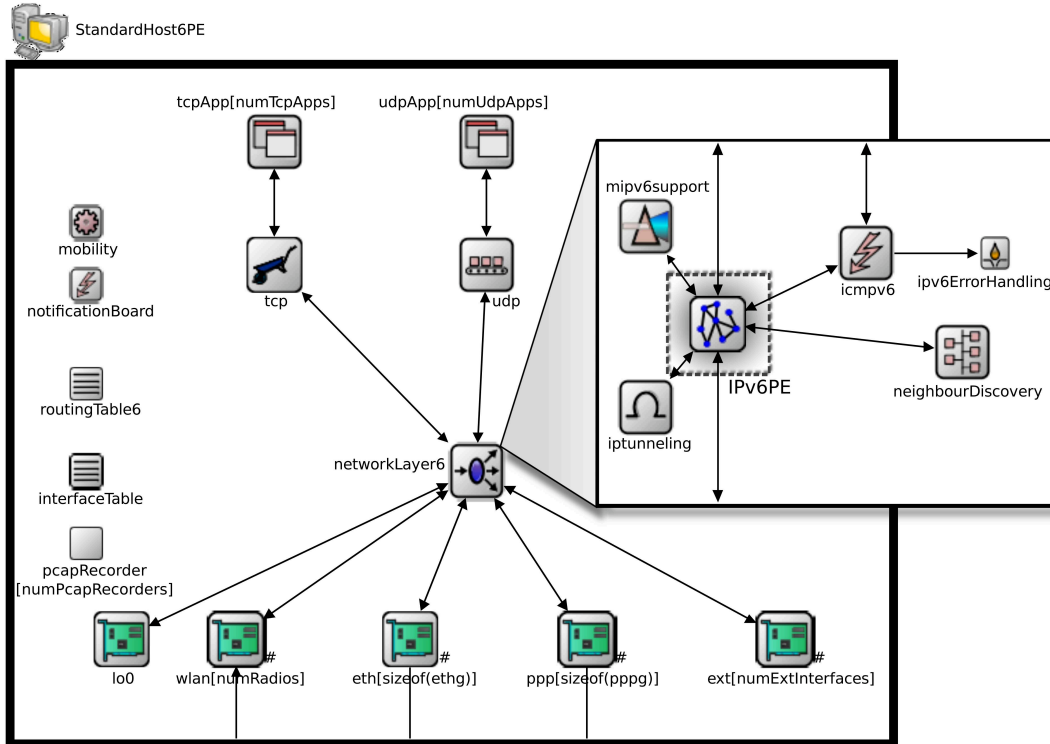 StandardHost6PE
tcpApp[numTcpApps]
udpApp[numUdpApps]
mobility
notificationBoard
tcp
udp
mipv6support
icmpv6
ipv6ErrorHandling
IPv6PE
neighbourDiscovery
iptunneling
routingTable6
networkLayer6
interfaceTable
pcapRecorder
[numPcapRecorders]
lo0
#
wlan[numRadios]
#
eth[sizeof(ethg)]
#
ppp[sizeof(pppg)]
#
ext[numExtInterfaces]